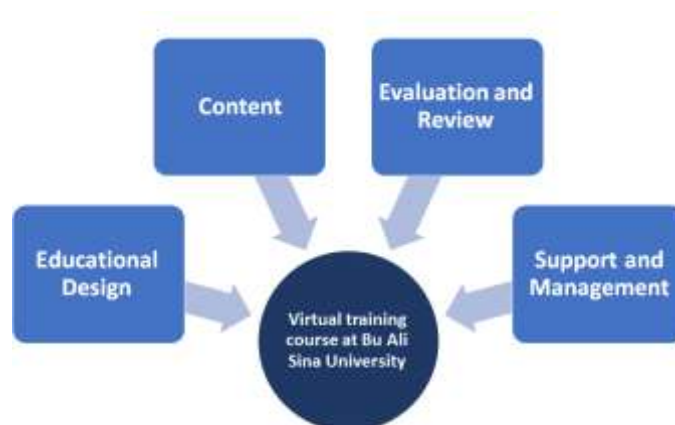 Content
Evaluation and
Review
Educational
Design
Support and
Management
Virtual training
course at Bu Ali
Sina University